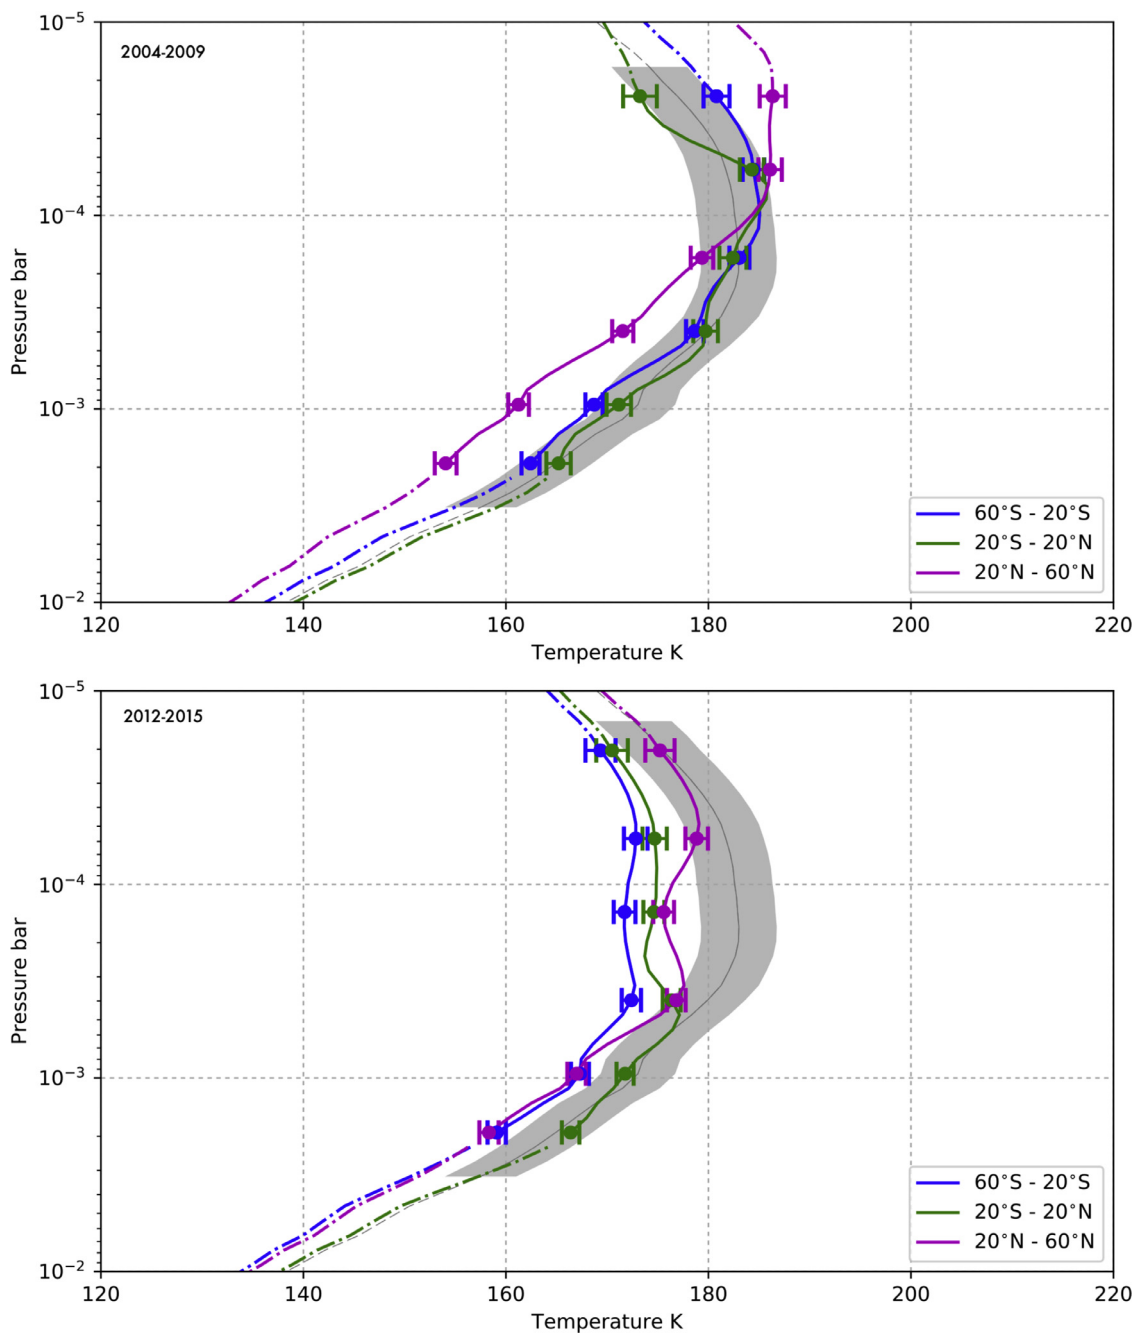 10⁻⁵
2004-2009
10⁻⁴
Pressure bar
10⁻³
60°S - 20°S
20°S - 20°N
20°N - 60°N
10⁻²
120 140 160 180 200 220
Temperature K
10⁻⁵
2012-2015
10⁻⁴
Pressure bar
10⁻³
60°S - 20°S
20°S - 20°N
20°N - 60°N
10⁻²
120 140 160 180 200 220
Temperature K